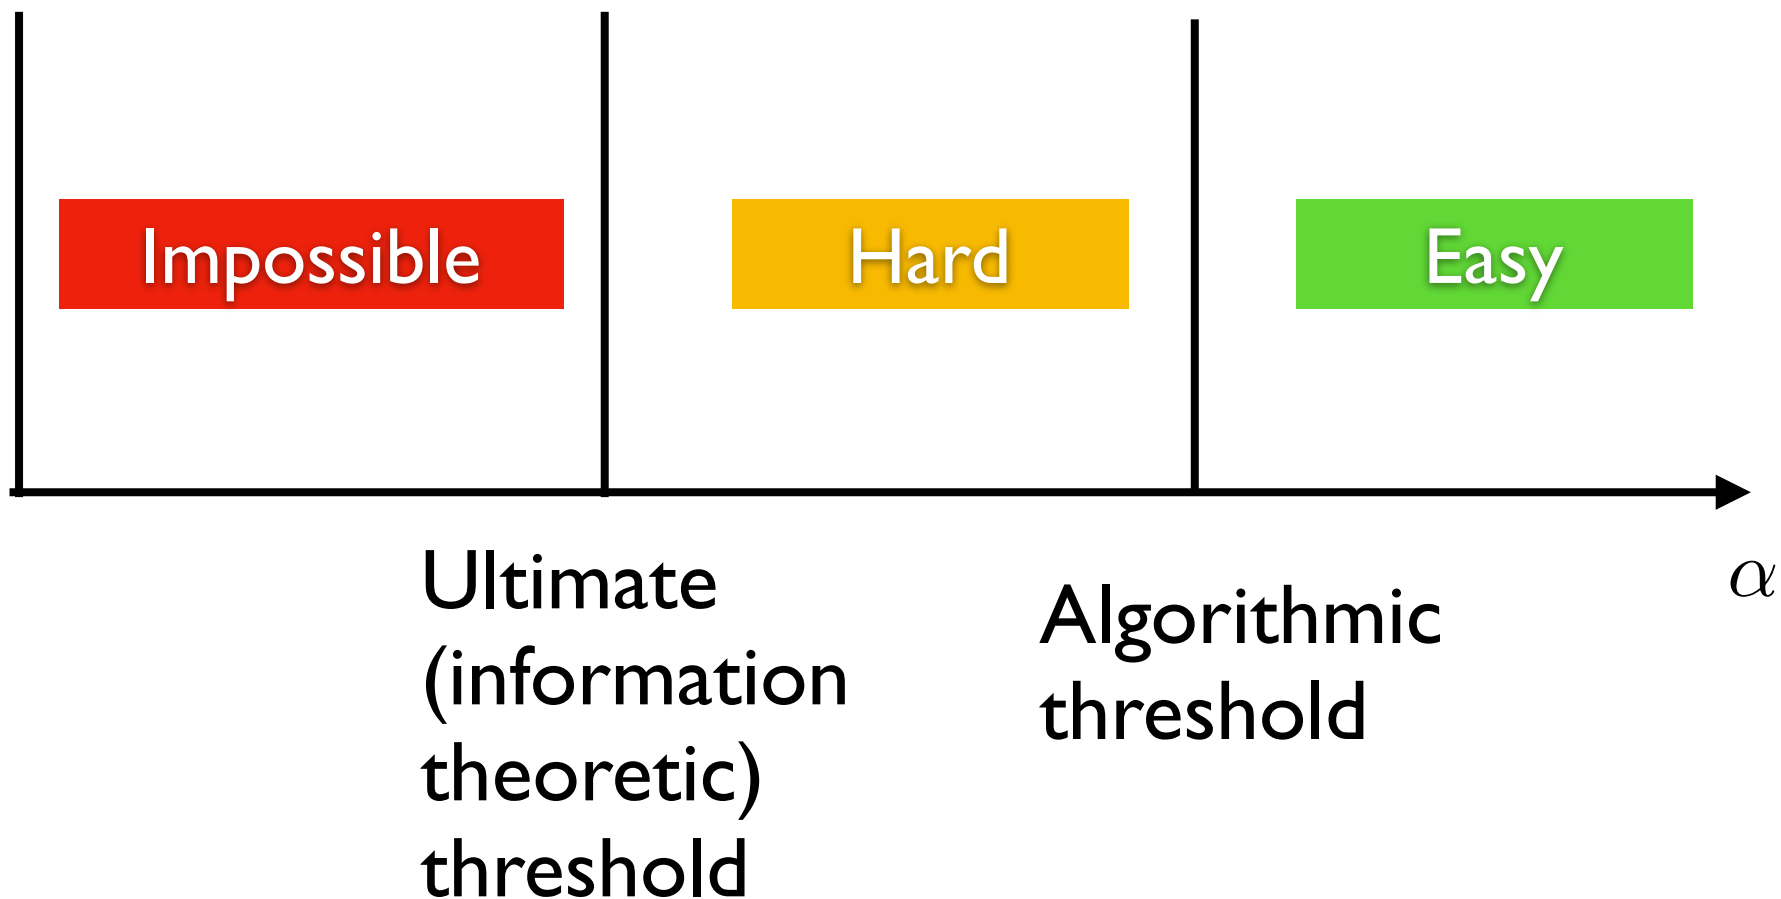 Impossible
Hard
Easy
Ultimate
(information
theoretic)
threshold
Algorithmic
threshold
α